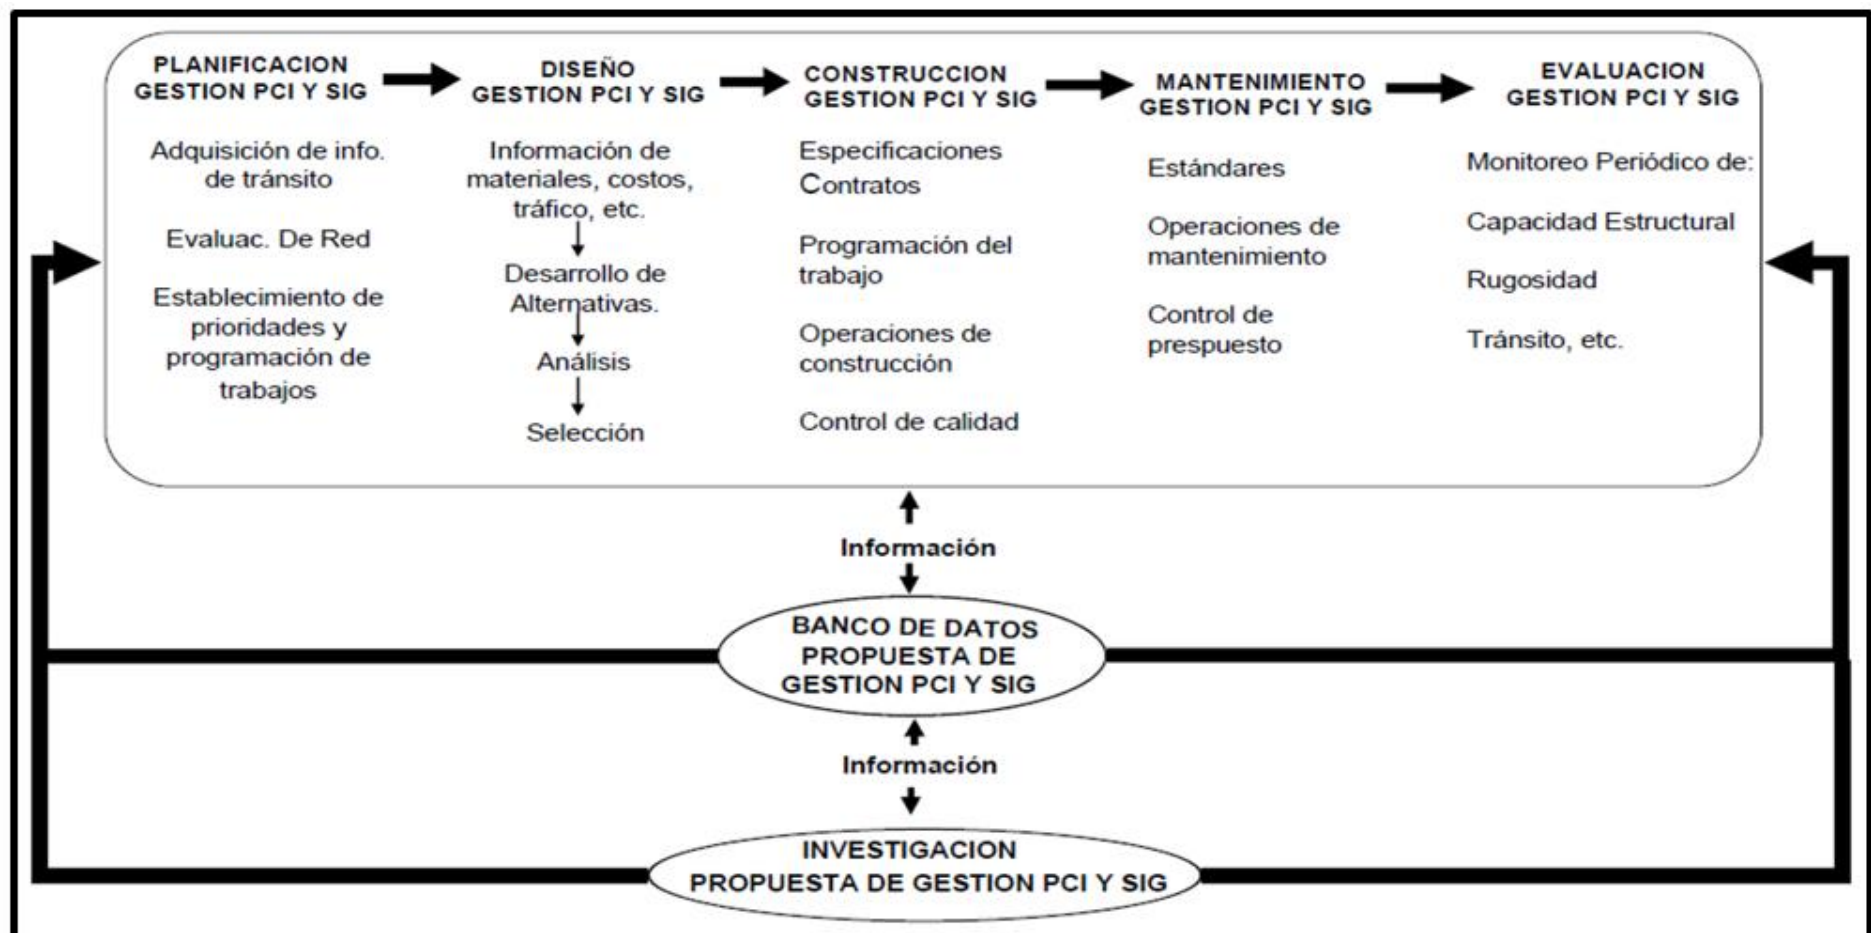 PLANIFICACION
GESTION PCI Y SIG
Adquisición de info.
de tránsito
Evaluac. De Red
Establecimiento de
prioridades y
programación de
trabajos
DISEÑO
GESTION PCI Y SIG
Información de
materiales, costos,
tráfico, etc.
Desarrollo de
Alternativas.
Análisis
Selección
CONSTRUCCION
GESTION PCI Y SIG
Especificaciones
Contratos
Programación del
trabajo
Operaciones de
construcción
Control de calidad
MANTENIMIENTO
GESTION PCI Y SIG
Estándares
Operaciones de
mantenimiento
Control de
prespuesto
EVALUACION
GESTION PCI Y SIG
Monitoreo Periódico de:
Capacidad Estructural
Rugosidad
Tránsito, etc.
Información
BANCO DE DATOS
PROPUESTA DE
GESTION PCI Y SIG
Información
INVESTIGACION
PROPUESTA DE GESTION PCI Y SIG